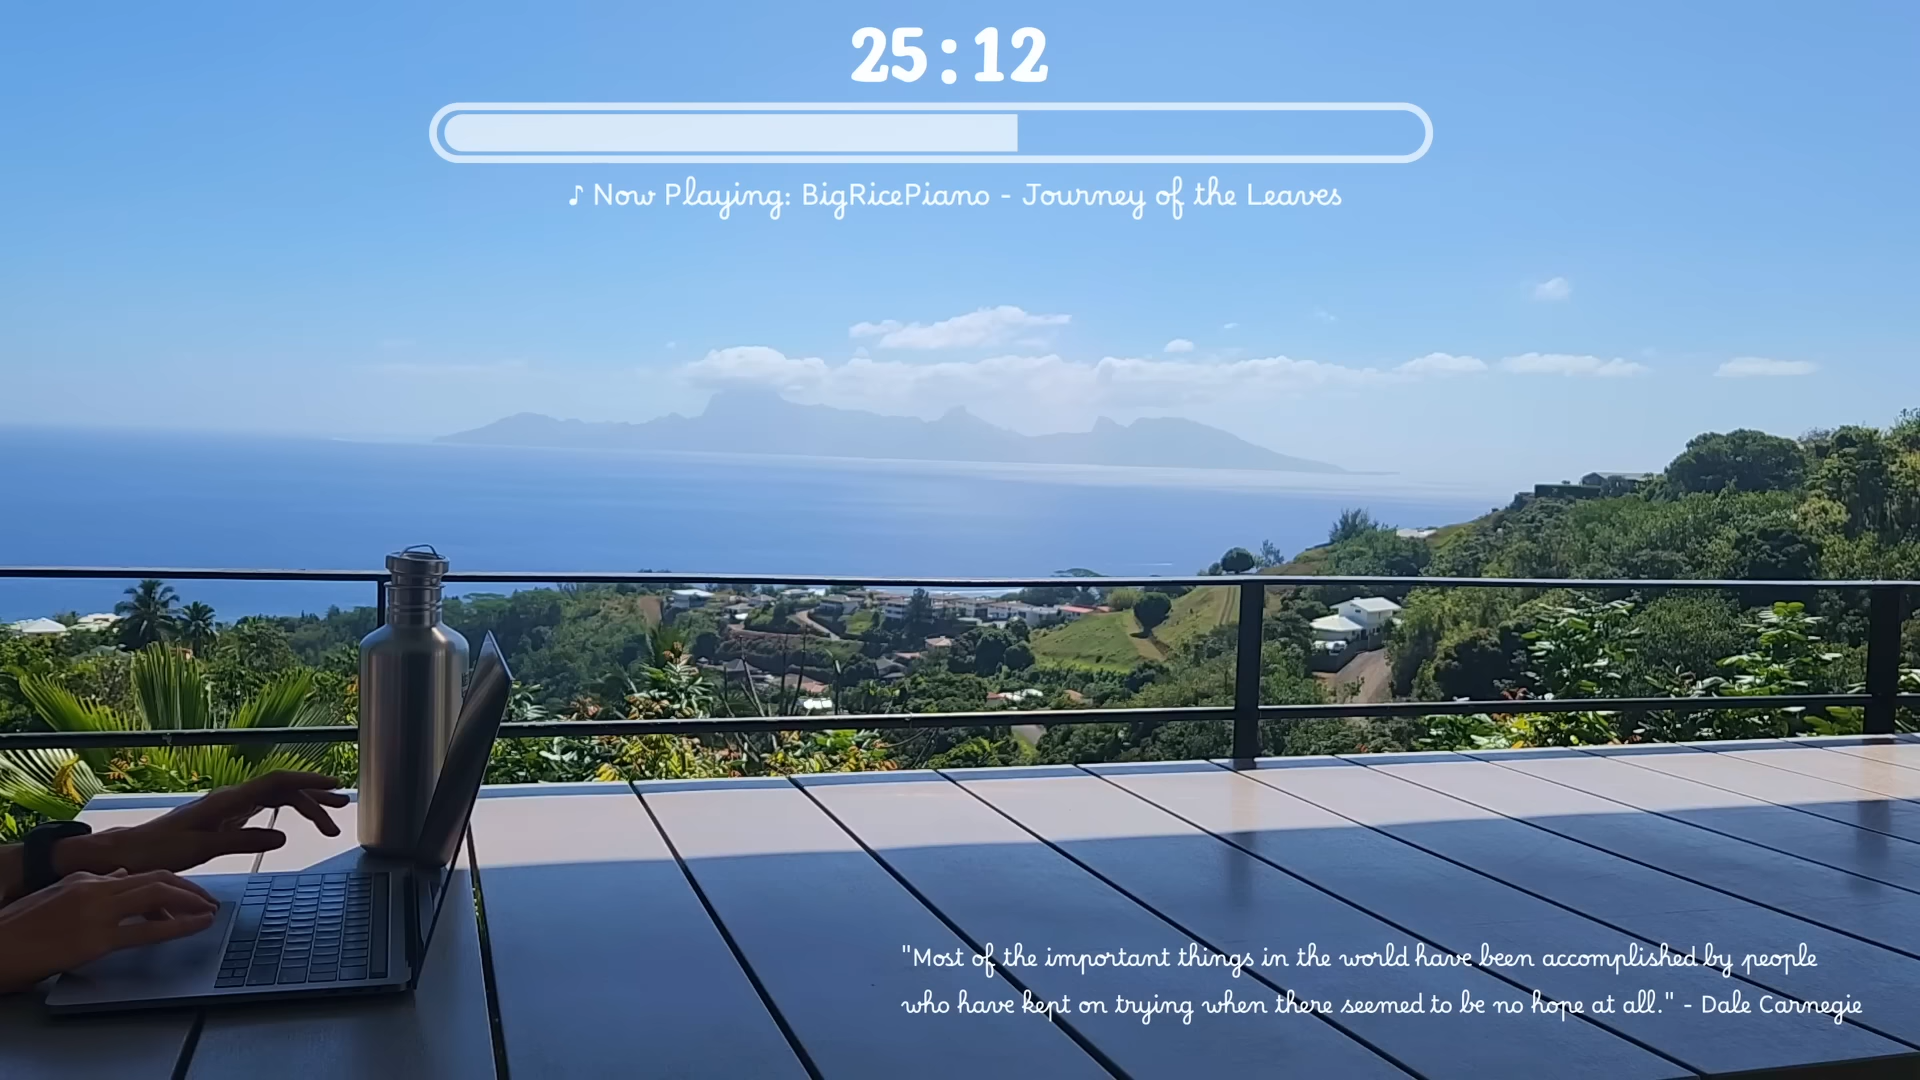 25:12
♪ Now Playing: BigRicePiano - Journey of the Leaves
"Most of the important things in the world have been accomplished by people
who have kept on trying when there seemed to be no hope at all." - Dale Carnegie